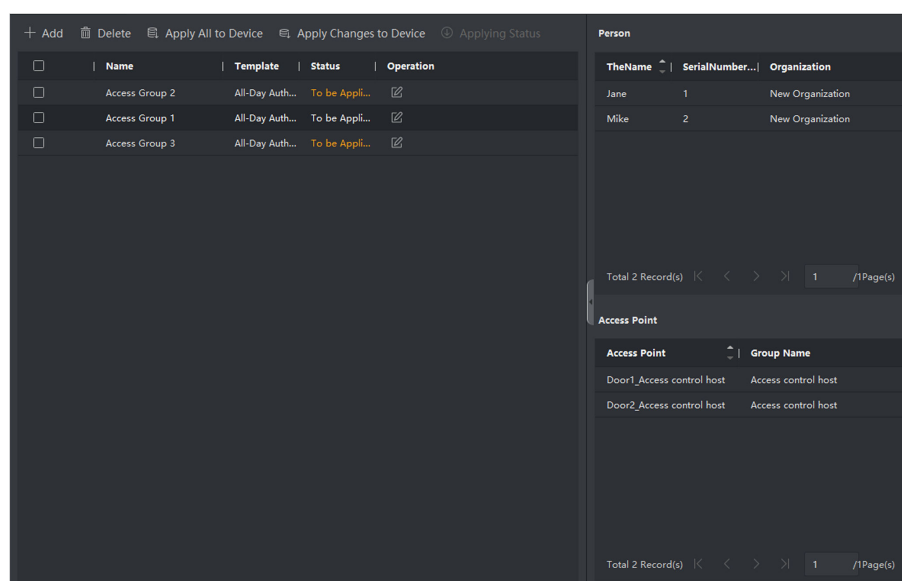 Add Delete Apply All to Device Apply Changes to Device Applying Status
Name Template Status Operation
Access Group 2 All-Day Auth... To be Appli...
Access Group 1 All-Day Auth... To be Appli...
Access Group 3 All-Day Auth... To be Appli...
Person
TheName SerialNumber... Organization
Jane 1 New Organization
Mike 2 New Organization
Total 2 Record(s) 1 /1Page(s)
Access Point
Access Point Group Name
Door1_Access control host Access control host
Door2_Access control host Access control host
Total 2 Record(s) 1 /1Page(s)